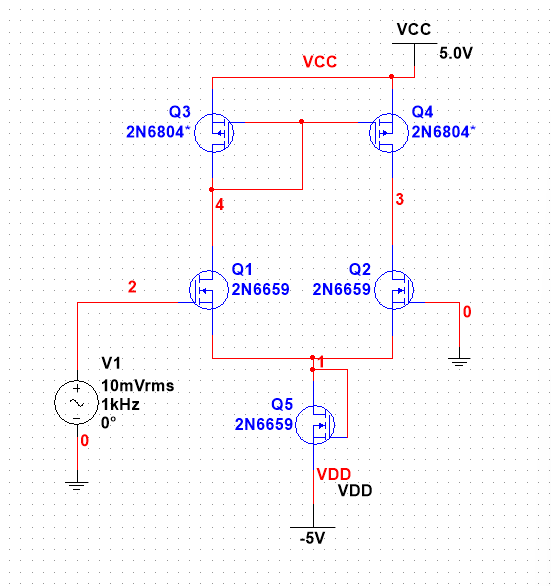 VCC
5.0V
VCC
Q3
2N6804*
Q4
2N6804*
4
3
Q1
2N6659
Q2
2N6659
2
0
V1
10mVrms
1kHz
0°
0
1
Q5
2N6659
VDD
VDD
-5V